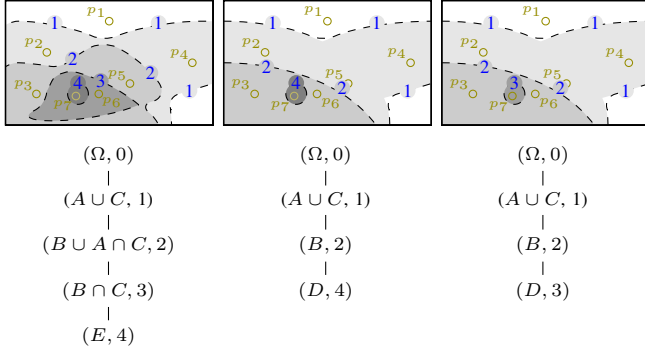 p1 p2 p3 p4 p5 p6 p7 1 1 1 2 2 3 4
p1 p2 p3 p4 p5 p6 p7 1 1 1 2 2 4
p1 p2 p3 p4 p5 p6 p7 1 1 1 2 2 3
(Ω, 0) (Ω, 0) (Ω, 0)
(A ∪ C, 1) (A ∪ C, 1) (A ∪ C, 1)
(B ∪ A ∩ C, 2) (B, 2) (B, 2)
(B ∩ C, 3) (D, 4) (D, 3)
(E, 4)